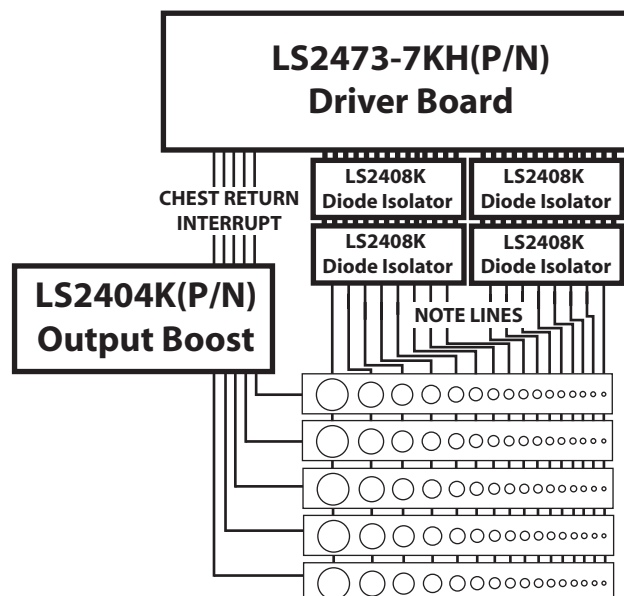 LS2473-7KH(P/N)
Driver Board
LS2408K
Diode Isolator
LS2408K
Diode Isolator
CHEST RETURN
INTERRUPT
LS2408K
Diode Isolator
LS2408K
Diode Isolator
LS2404K(P/N)
Output Boost
NOTE LINES